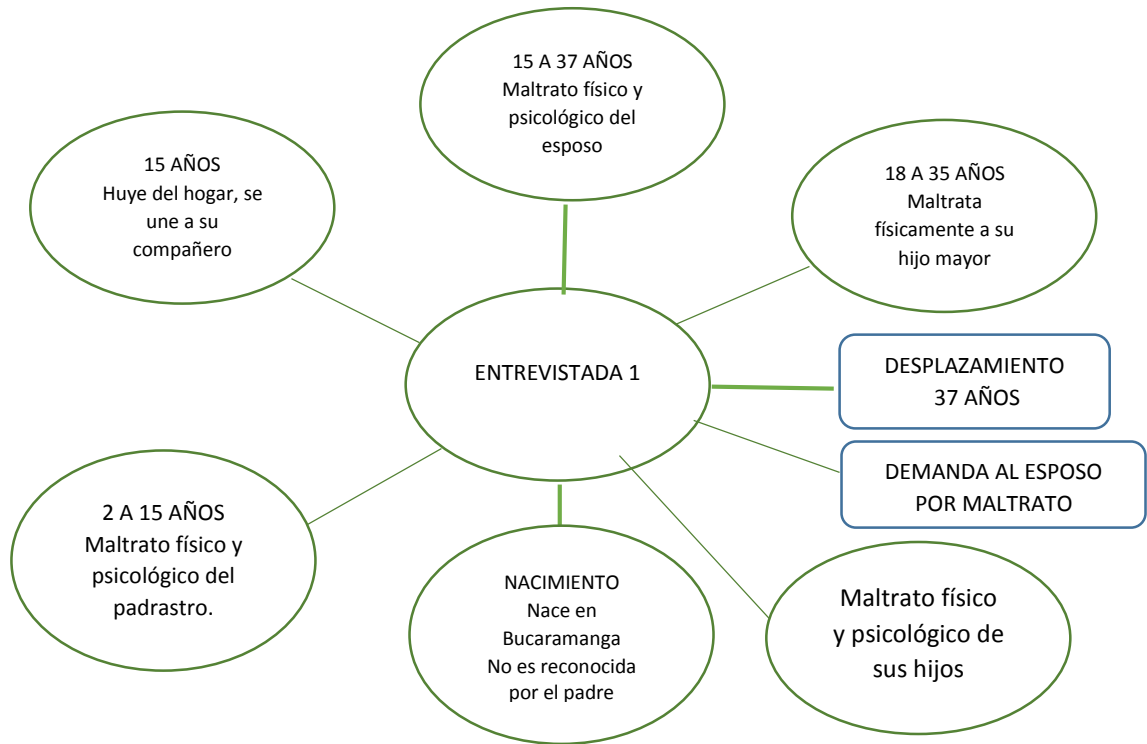 15 A 37 AÑOS
Maltrato físico y
psicológico del
esposo
15 AÑOS
Huye del hogar, se
une a su
compañero
18 A 35 AÑOS
Maltrata
físicamente a su
hijo mayor
ENTREVISTADA 1
DESPLAZAMIENTO
37 AÑOS
DEMANDA AL ESPOSO
POR MALTRATO
2 A 15 AÑOS
Maltrato físico y
psicológico del
padrastro.
NACIMIENTO
Nace en
Bucaramanga
No es reconocida
por el padre
Maltrato físico
y psicológico de
sus hijos